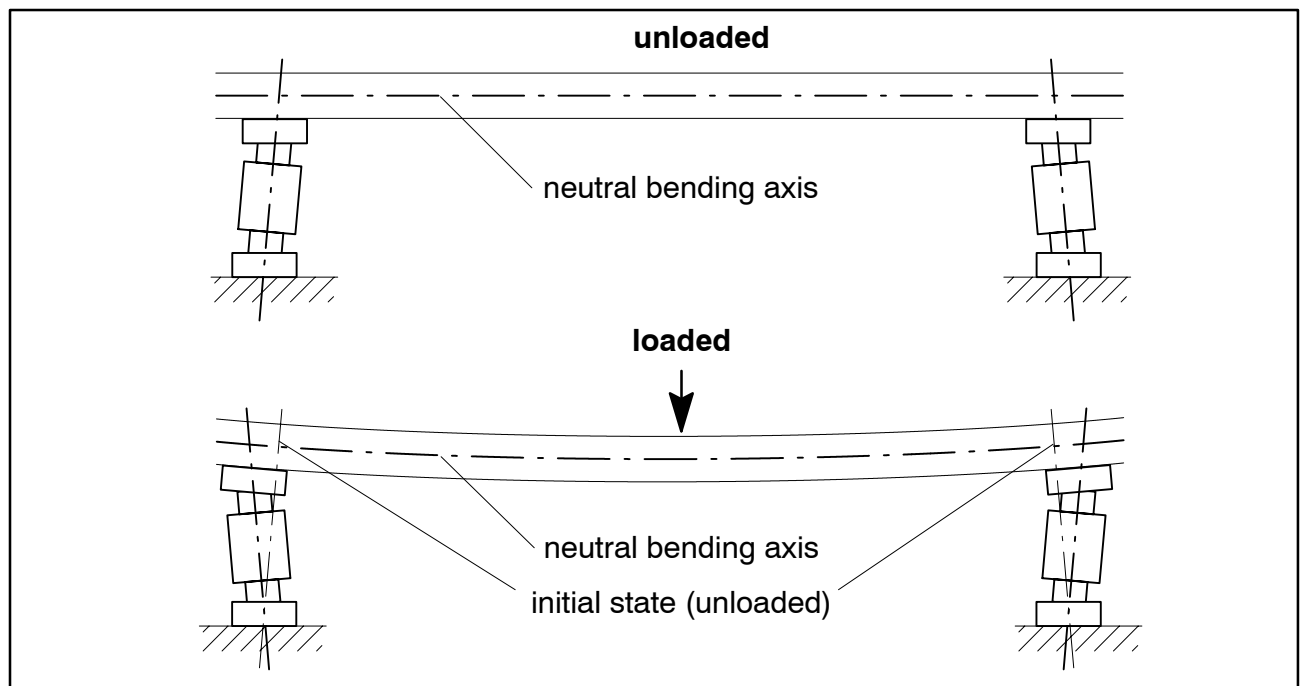 unloaded
neutral bending axis
loaded
neutral bending axis
initial state (unloaded)